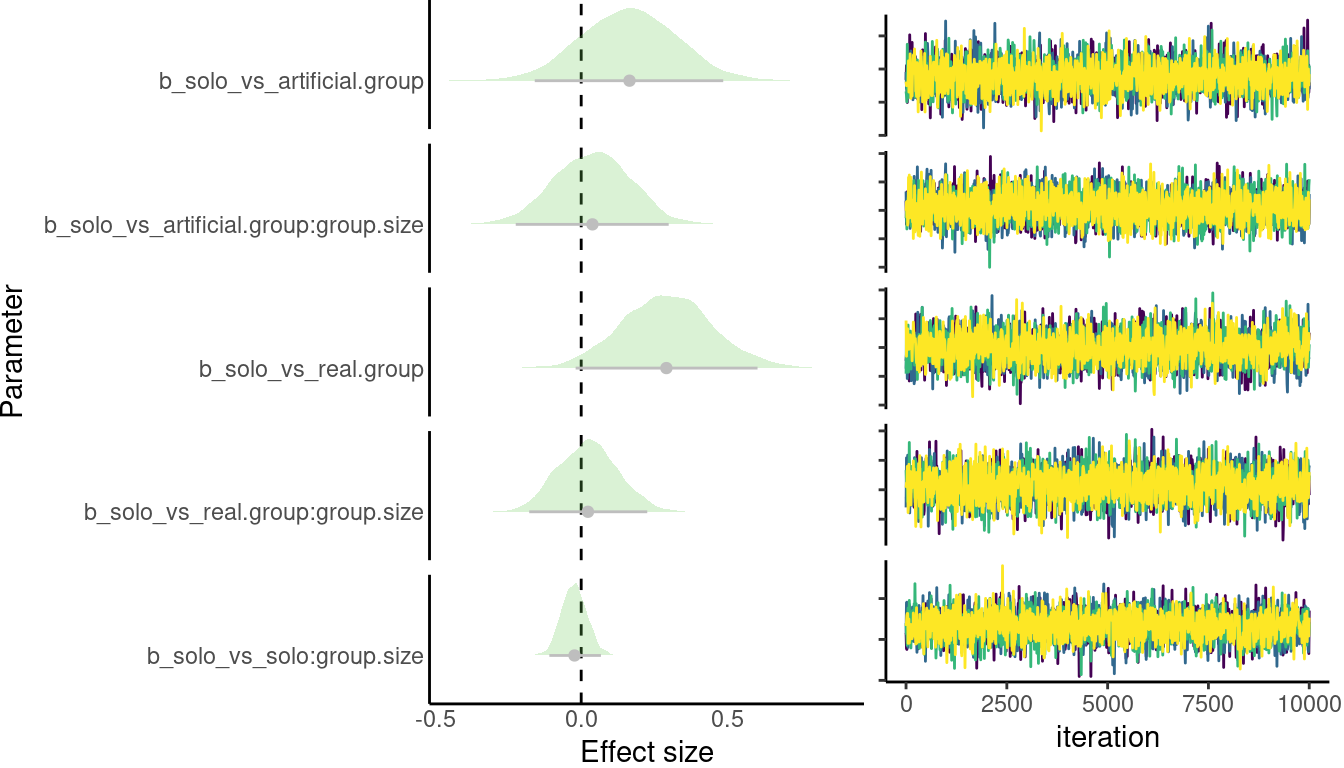 Parameter
b_solo_vs_artificial.group
b_solo_vs_artificial.group:group.size
b_solo_vs_real.group
b_solo_vs_real.group:group.size
b_solo_vs_solo:group.size
-0.5 0.0 0.5
Effect size
0 2500 5000 7500 10000
iteration